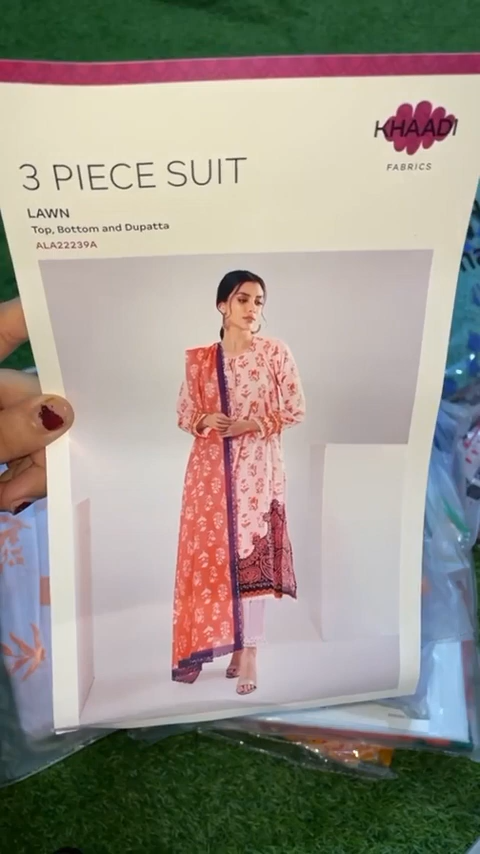 KHAADI
FABRICS
3 PIECE SUIT
LAWN
Top, Bottom and Dupatta
ALA22239A